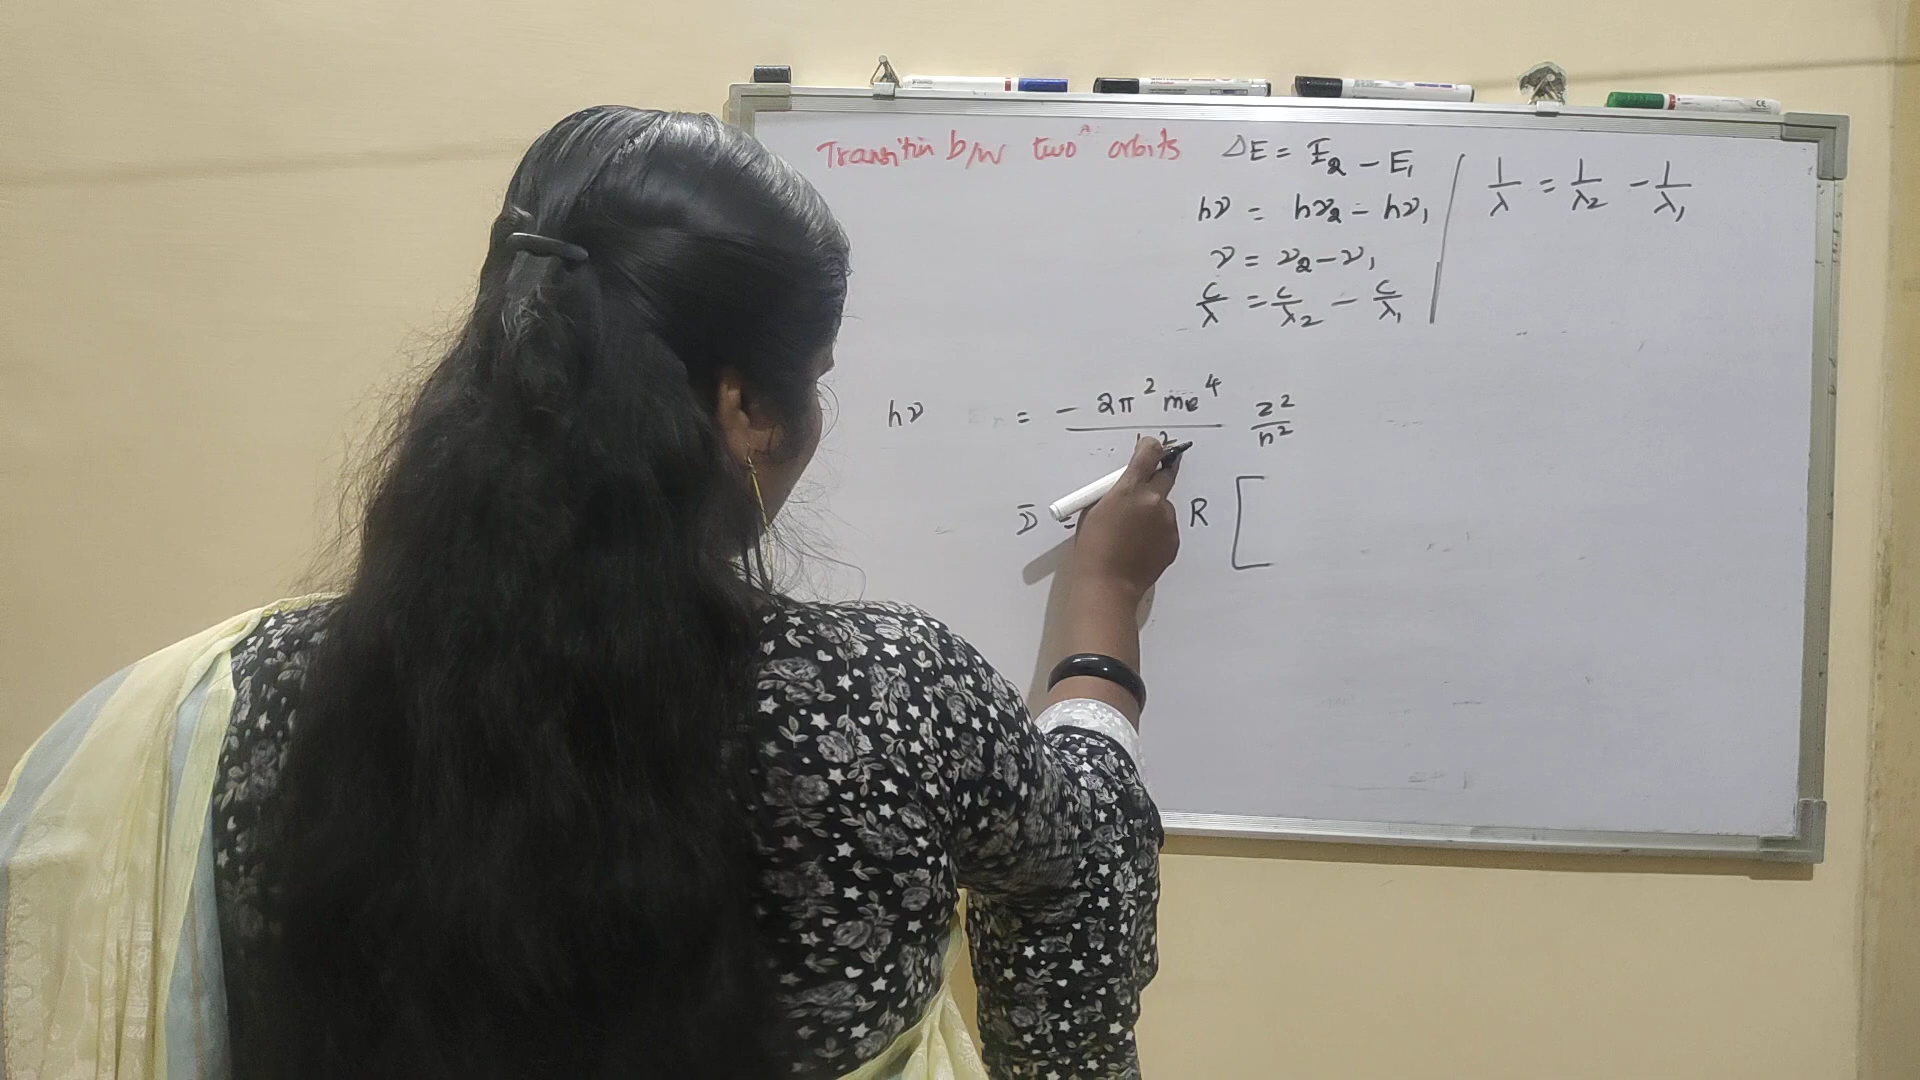 Transitin b/w two orbits
ΔE = E₂ − E₁
hν = hν₂ − hν₁
ν = ν₂ − ν₁
c/λ = c/λ₂ − c/λ₁
1/λ = 1/λ₂ − 1/λ₁
hν = − 2π²me⁴/h² z²/n²
ν̄ = R [